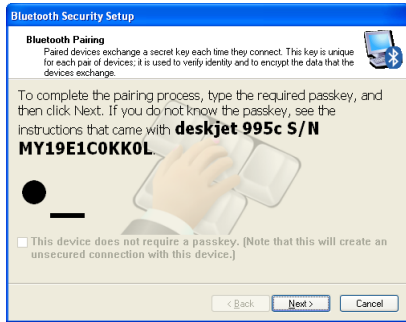 Bluetooth Security Setup
Bluetooth Pairing
Paired devices exchange a secret key each time they connect. This key is unique
for each pair of devices; it is used to verify identity and to encrypt the data that the
devices exchange.
To complete the pairing process, type the required passkey, and
then click Next. If you do not know the passkey, see the
instructions that came with deskjet 995c S/N
MY19E1C0KK0L.
This device does not require a passkey. (Note that this will create an
unsecured connection with this device.)
< Back
Next >
Cancel